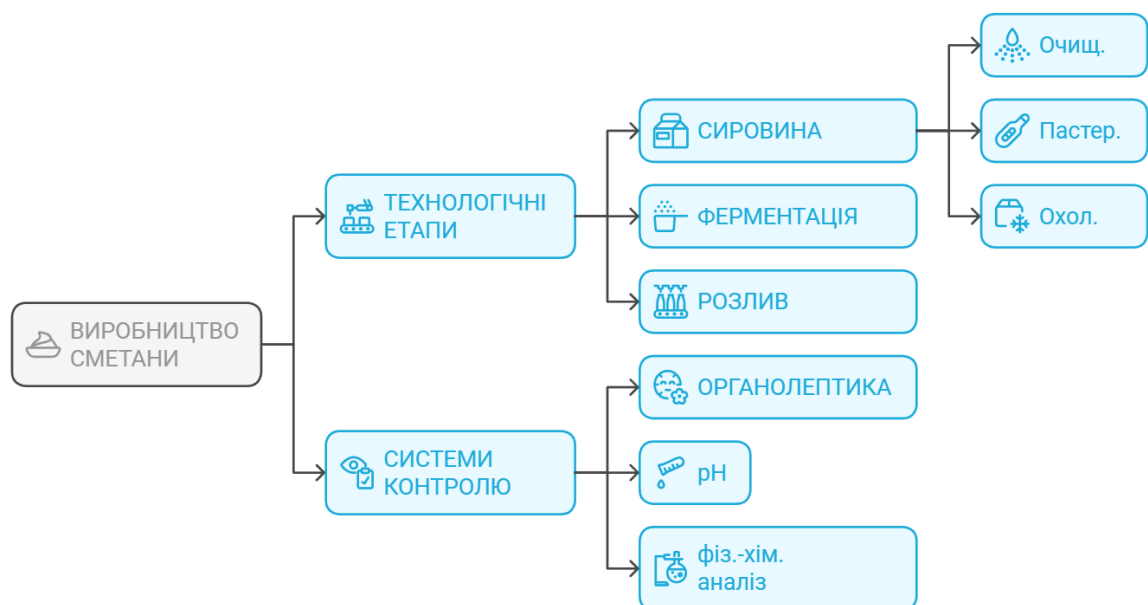 ВИРОБНИЦТВО
СМЕТАНИ
ТЕХНОЛОГІЧНІ
ЕТАПИ
СИРОВИНА
Очищ.
Пастер.
Охол.
ФЕРМЕНТАЦІЯ
РОЗЛИВ
СИСТЕМИ
КОНТРОЛЮ
ОРГАНОЛЕПТИКА
pH
фіз.-хім.
аналіз